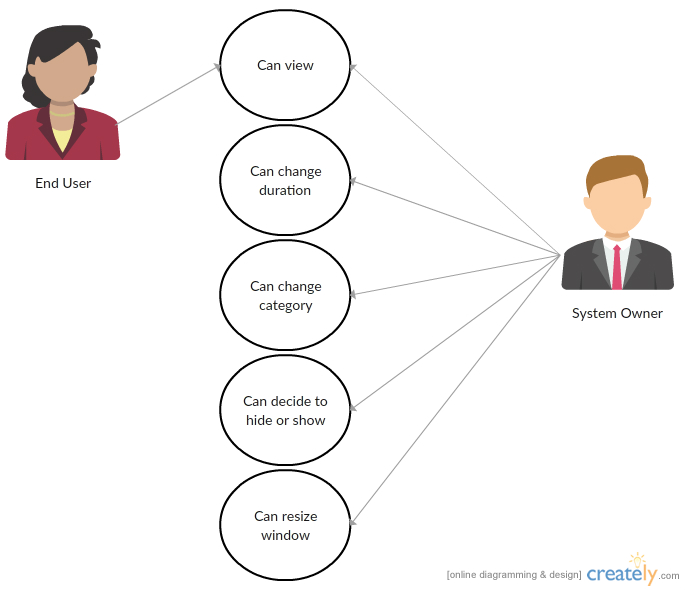 Can view
End User
Can change
duration
Can change
category
System Owner
Can decide to
hide or show
Can resize
window
[online diagramming & design] creately.com